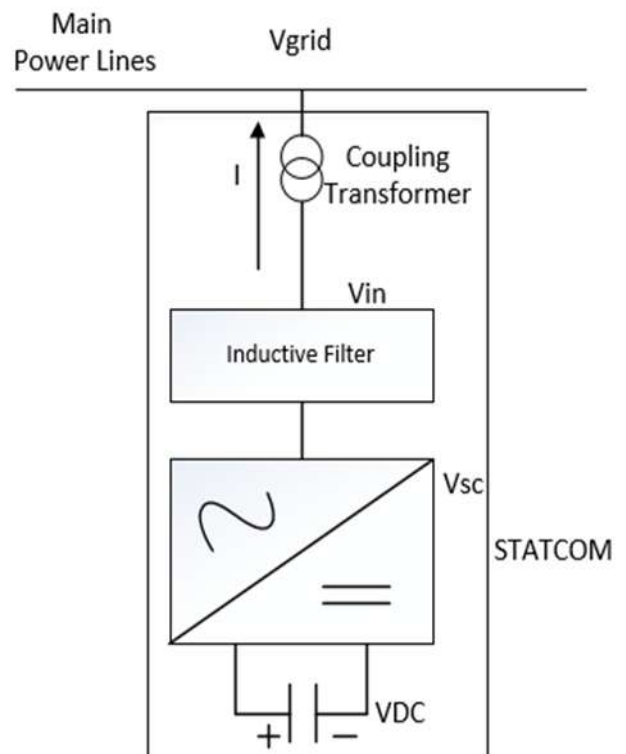 Main
Power Lines
Vgrid
I
Coupling
Transformer
Vin
Inductive Filter
Vsc
STATCOM
VDC
+ −